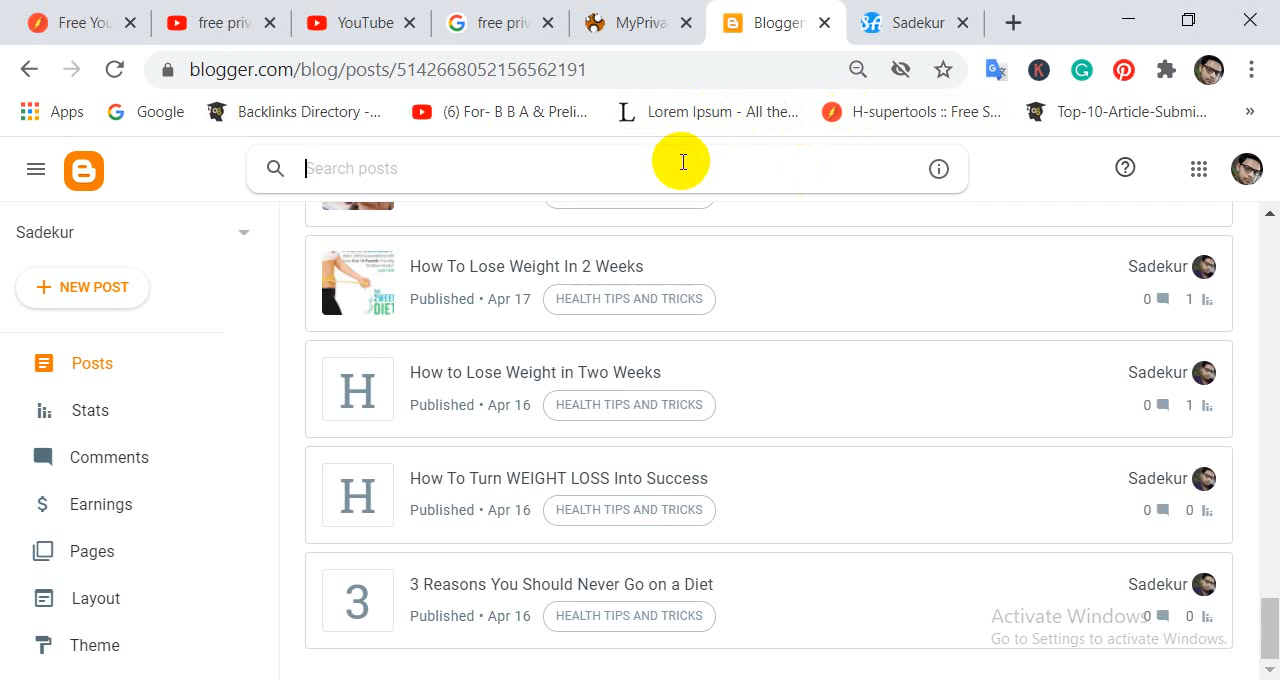 Free You
free priv
YouTube
free priv
MyPriva
Blogger
Sadekur
blogger.com/blog/posts/5142668052156562191
Apps
Google
Backlinks Directory -...
(6) For- B B A & Preli...
Lorem Ipsum - All the...
H-supertools :: Free S...
Top-10-Article-Submi...
»
Search posts
Sadekur
NEW POST
Posts
Stats
Comments
Earnings
Pages
Layout
Theme
How To Lose Weight In 2 Weeks
Sadekur
Published • Apr 17
HEALTH TIPS AND TRICKS
0
1
H
How to Lose Weight in Two Weeks
Sadekur
Published • Apr 16
HEALTH TIPS AND TRICKS
0
1
H
How To Turn WEIGHT LOSS Into Success
Sadekur
Published • Apr 16
HEALTH TIPS AND TRICKS
0
0
3
3 Reasons You Should Never Go on a Diet
Sadekur
Published • Apr 16
HEALTH TIPS AND TRICKS
0
0
Activate Windows
Go to Settings to activate Windows.